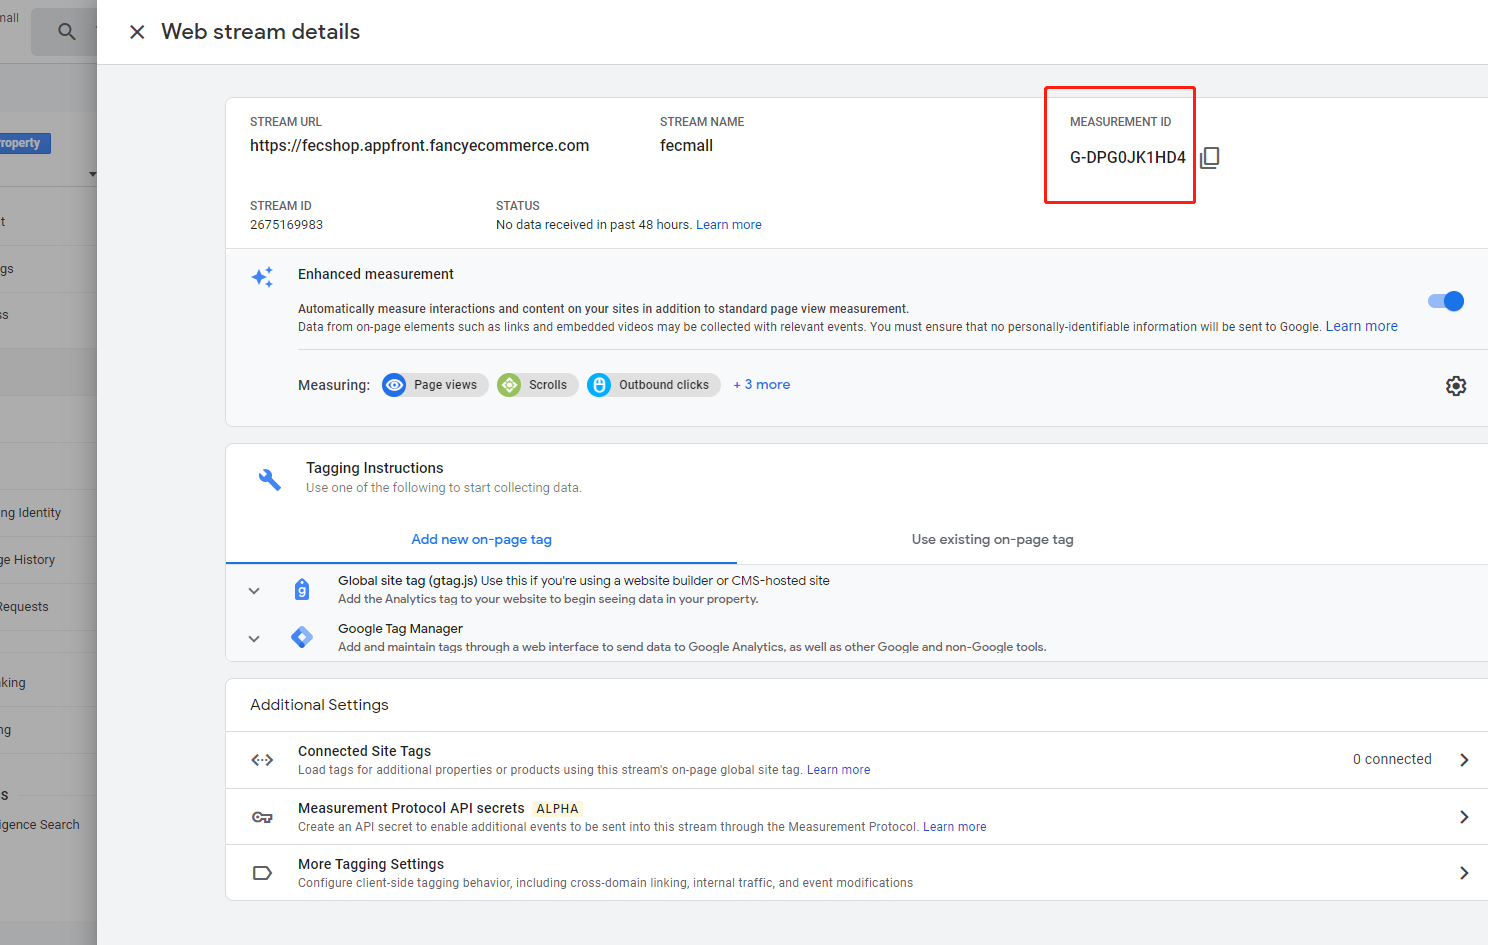 mall
Web stream details
roperty
STREAM URL
https://fecshop.appfront.fancyecommerce.com
STREAM NAME
fecmall
MEASUREMENT ID
G-DPG0JK1HD4
STREAM ID
2675169983
STATUS
No data received in past 48 hours. Learn more
t
gs
ss
ng Identity
ge History
Requests
king
ng
s
igence Search
Enhanced measurement
Automatically measure interactions and content on your sites in addition to standard page view measurement.
Data from on-page elements such as links and embedded videos may be collected with relevant events. You must ensure that no personally-identifiable information will be sent to Google. Learn more
Measuring: Page views Scrolls Outbound clicks + 3 more
Tagging Instructions
Use one of the following to start collecting data.
Add new on-page tag
Use existing on-page tag
g
Global site tag (gtag.js) Use this if you're using a website builder or CMS-hosted site
Add the Analytics tag to your website to begin seeing data in your property.
Google Tag Manager
Add and maintain tags through a web interface to send data to Google Analytics, as well as other Google and non-Google tools.
Additional Settings
Connected Site Tags
Load tags for additional properties or products using this stream's on-page global site tag. Learn more
0 connected
Measurement Protocol API secrets ALPHA
Create an API secret to enable additional events to be sent into this stream through the Measurement Protocol. Learn more
More Tagging Settings
Configure client-side tagging behavior, including cross-domain linking, internal traffic, and event modifications